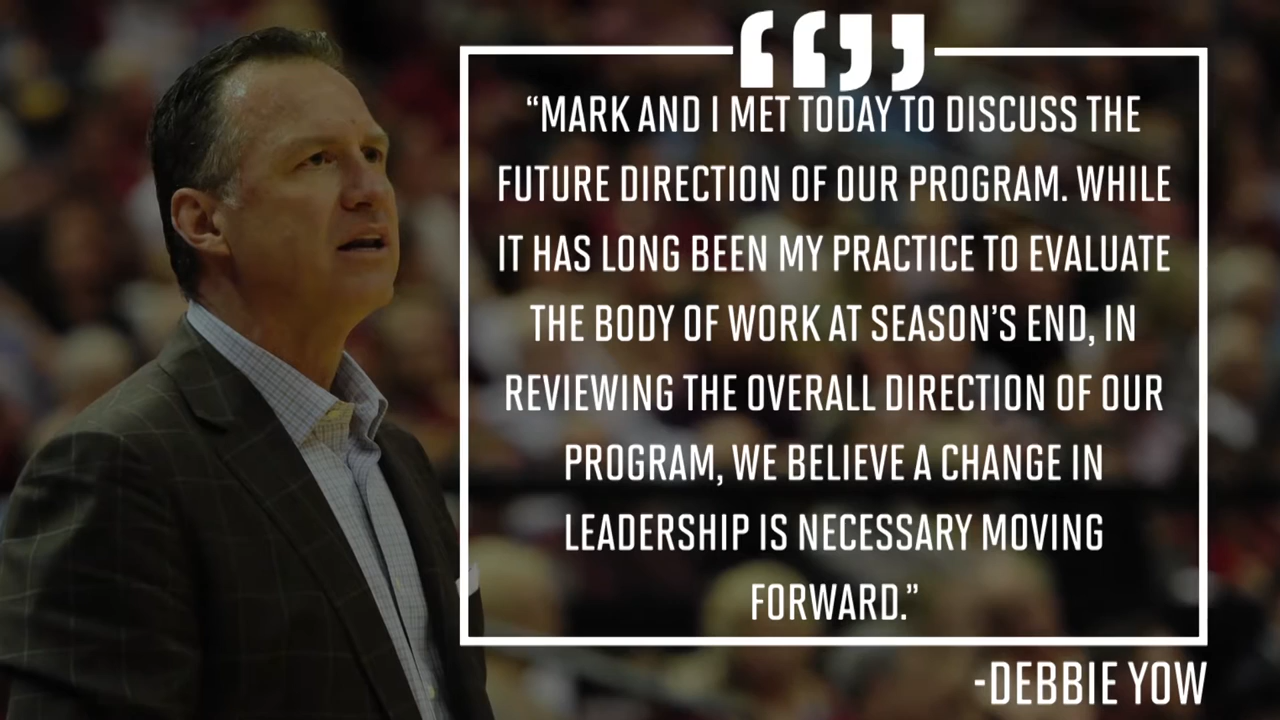 “MARK AND I MET TODAY TO DISCUSS THE
FUTURE DIRECTION OF OUR PROGRAM. WHILE
IT HAS LONG BEEN MY PRACTICE TO EVALUATE
THE BODY OF WORK AT SEASON’S END, IN
REVIEWING THE OVERALL DIRECTION OF OUR
PROGRAM, WE BELIEVE A CHANGE IN
LEADERSHIP IS NECESSARY MOVING
FORWARD.”
-DEBBIE YOW